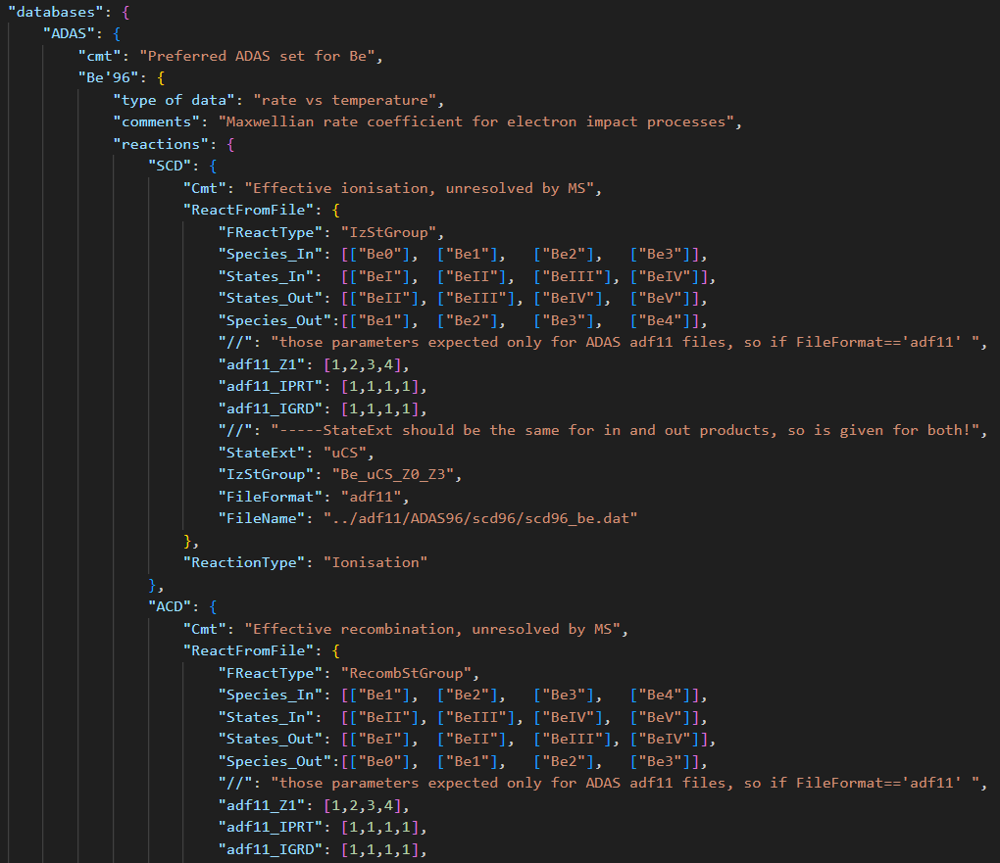 "databases": {
"ADAS": {
"cmt": "Preferred ADAS set for Be",
"Be'96": {
"type of data": "rate vs temperature",
"comments": "Maxwellian rate coefficient for electron impact processes",
"reactions": {
"SCD": {
"Cmt": "Effective ionisation, unresolved by MS",
"ReactFromFile": {
"FReactType": "IzStGroup",
"Species_In": [["Be0"], ["Be1"], ["Be2"], ["Be3"]],
"States_In": [["BeI"], ["BeII"], ["BeIII"], ["BeIV"]],
"States_Out": [["BeII"], ["BeIII"], ["BeIV"], ["BeV"]],
"Species_Out":[["Be1"], ["Be2"], ["Be3"], ["Be4"]],
"//": "those parameters expected only for ADAS adf11 files, so if FileFormat=='adf11' ",
"adf11_Z1": [1,2,3,4],
"adf11_IPRT": [1,1,1,1],
"adf11_IGRD": [1,1,1,1],
"//": "-----StateExt should be the same for in and out products, so is given for both!",
"StateExt": "uCS",
"IzStGroup": "Be_uCS_Z0_Z3",
"FileFormat": "adf11",
"FileName": "../adf11/ADAS96/scd96/scd96_be.dat"
},
"ReactionType": "Ionisation"
},
"ACD": {
"Cmt": "Effective recombination, unresolved by MS",
"ReactFromFile": {
"FReactType": "RecombStGroup",
"Species_In": [["Be1"], ["Be2"], ["Be3"], ["Be4"]],
"States_In": [["BeII"], ["BeIII"], ["BeIV"], ["BeV"]],
"States_Out": [["BeI"], ["BeII"], ["BeIII"], ["BeIV"]],
"Species_Out":[["Be0"], ["Be1"], ["Be2"], ["Be3"]],
"//": "those parameters expected only for ADAS adf11 files, so if FileFormat=='adf11' ",
"adf11_Z1": [1,2,3,4],
"adf11_IPRT": [1,1,1,1],
"adf11_IGRD": [1,1,1,1],